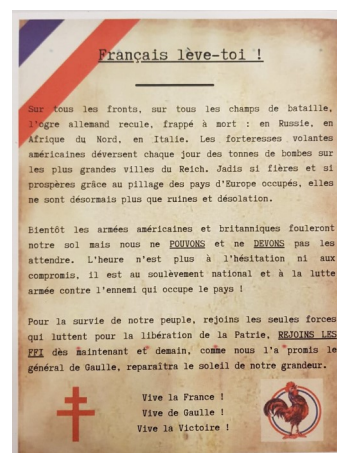 Français lève-toi !
Sur tous les fronts, sur tous les champs de bataille,
l'ogre allemand recule, frappé à mort : en Russie, en
Afrique du Nord, en Italie. Les forteresses volantes
américaines déversent chaque jour des tonnes de bombes sur
les plus grandes villes du Reich. Jadis si fières et si
prospères grâce au pillage des pays d'Europe occupés, elles
ne sont désormais plus que ruines et désolation.
Bientôt les armées américaines et britanniques fouleront
notre sol mais nous ne POUVONS et ne DEVONS pas les
attendre. L'heure n'est plus à l'hésitation ni aux
compromis, il est au soulèvement national et à la lutte
armée contre l'ennemi qui occupe le pays !
Pour la survie de notre peuple, rejoins les seules forces
qui luttent pour la libération de la Patrie, REJOINS LES
FFI dès maintenant et demain, comme nous l'a promis le
général de Gaulle, reparaîtra le soleil de notre grandeur.
Vive la France !
Vive de Gaulle !
Vive la Victoire !